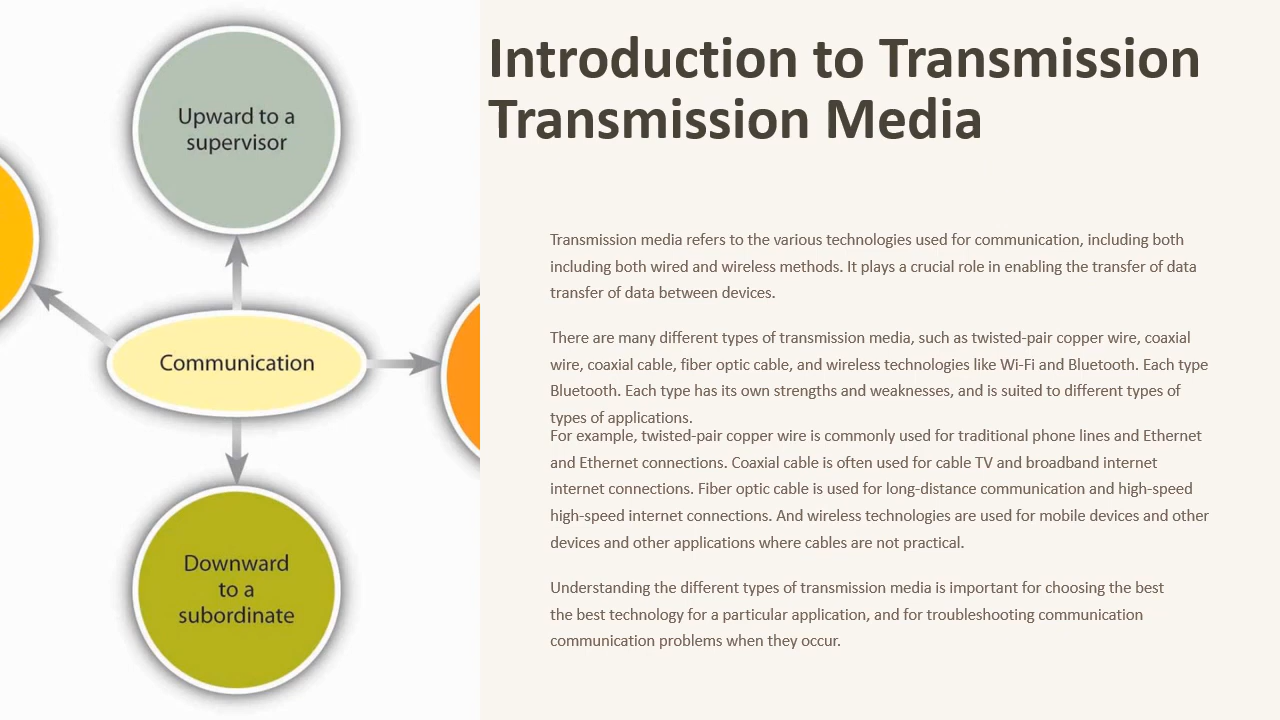 Upward to a
supervisor
Communication
Downward
to a
subordinate
Introduction to Transmission
Transmission Media
Transmission media refers to the various technologies used for communication, including both
including both wired and wireless methods. It plays a crucial role in enabling the transfer of data
transfer of data between devices.
There are many different types of transmission media, such as twisted-pair copper wire, coaxial
wire, coaxial cable, fiber optic cable, and wireless technologies like Wi-Fi and Bluetooth. Each type
Bluetooth. Each type has its own strengths and weaknesses, and is suited to different types of
types of applications.
For example, twisted-pair copper wire is commonly used for traditional phone lines and Ethernet
and Ethernet connections. Coaxial cable is often used for cable TV and broadband internet
internet connections. Fiber optic cable is used for long-distance communication and high-speed
high-speed internet connections. And wireless technologies are used for mobile devices and other
devices and other applications where cables are not practical.
Understanding the different types of transmission media is important for choosing the best
the best technology for a particular application, and for troubleshooting communication
communication problems when they occur.